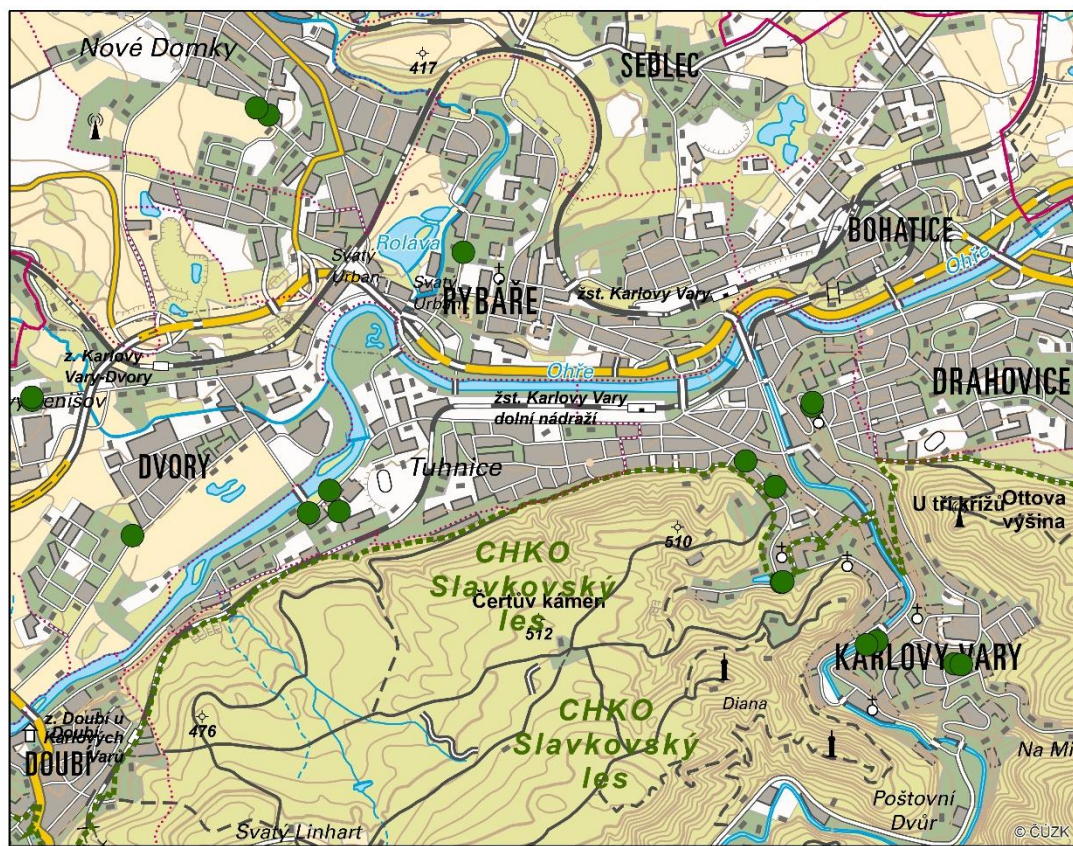 Nové Domky
417
SEDLEC
Rolava
Svatý
Urban
Svatý
Urban
BOHATICE
Ohře
RYBÁŘE
žst. Karlovy Vary
z. Karlovy
Vary-Dvory
Ohře
DRAHOVICE
žst. Karlovy Vary
dolní nádraží
DVORY
Tuhnice
U tří křížů
Ottova
výšina
510
CHKO
Slavkovský
les
Čertův kámen
512
KARLOVY VARY
Diana
CHKO
Slavkovský
les
476
z. Doubí u
Karlových
Varů
Doubí
DOUBÍ
Na Mi
Poštovní
Dvůr
Svatý Linhart
© ČÚZK